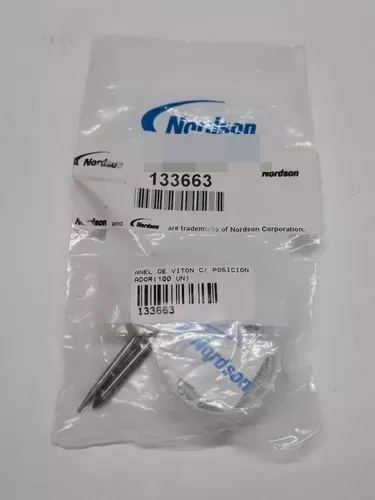 Nordson
Nordson
133663
Nordson
Nordson and Nordson are trademarks of Nordson Corporation.
ANEL DE VITON C/ POSICION
ADOR(100 UN)
133663
Nordson